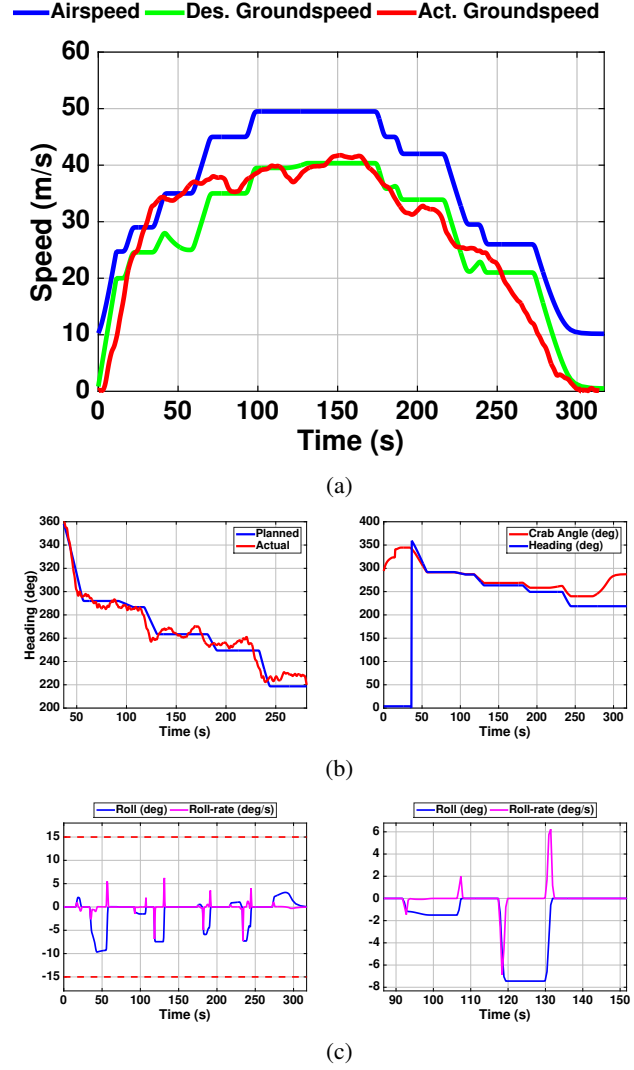 Airspeed Des. Groundspeed Act. Groundspeed
60
50
40
30
20
10
0
Speed (m/s)
0 50 100 150 200 250 300
Time (s)
(a)
360
340
320
300
280
260
240
220
200
Heading (deg)
Planned
Actual
50 100 150 200 250
Time (s)
400
350
300
250
200
150
100
50
0
Crab Angle (deg)
Heading (deg)
0 50 100 150 200 250 300
Time (s)
(b)
Roll (deg) Roll-rate (deg/s)
15
10
5
0
-5
-10
-15
0 50 100 150 200 250 300
Time (s)
Roll (deg) Roll-rate (deg/s)
6
4
2
0
-2
-4
-6
-8
90 100 110 120 130 140 150
Time (s)
(c)